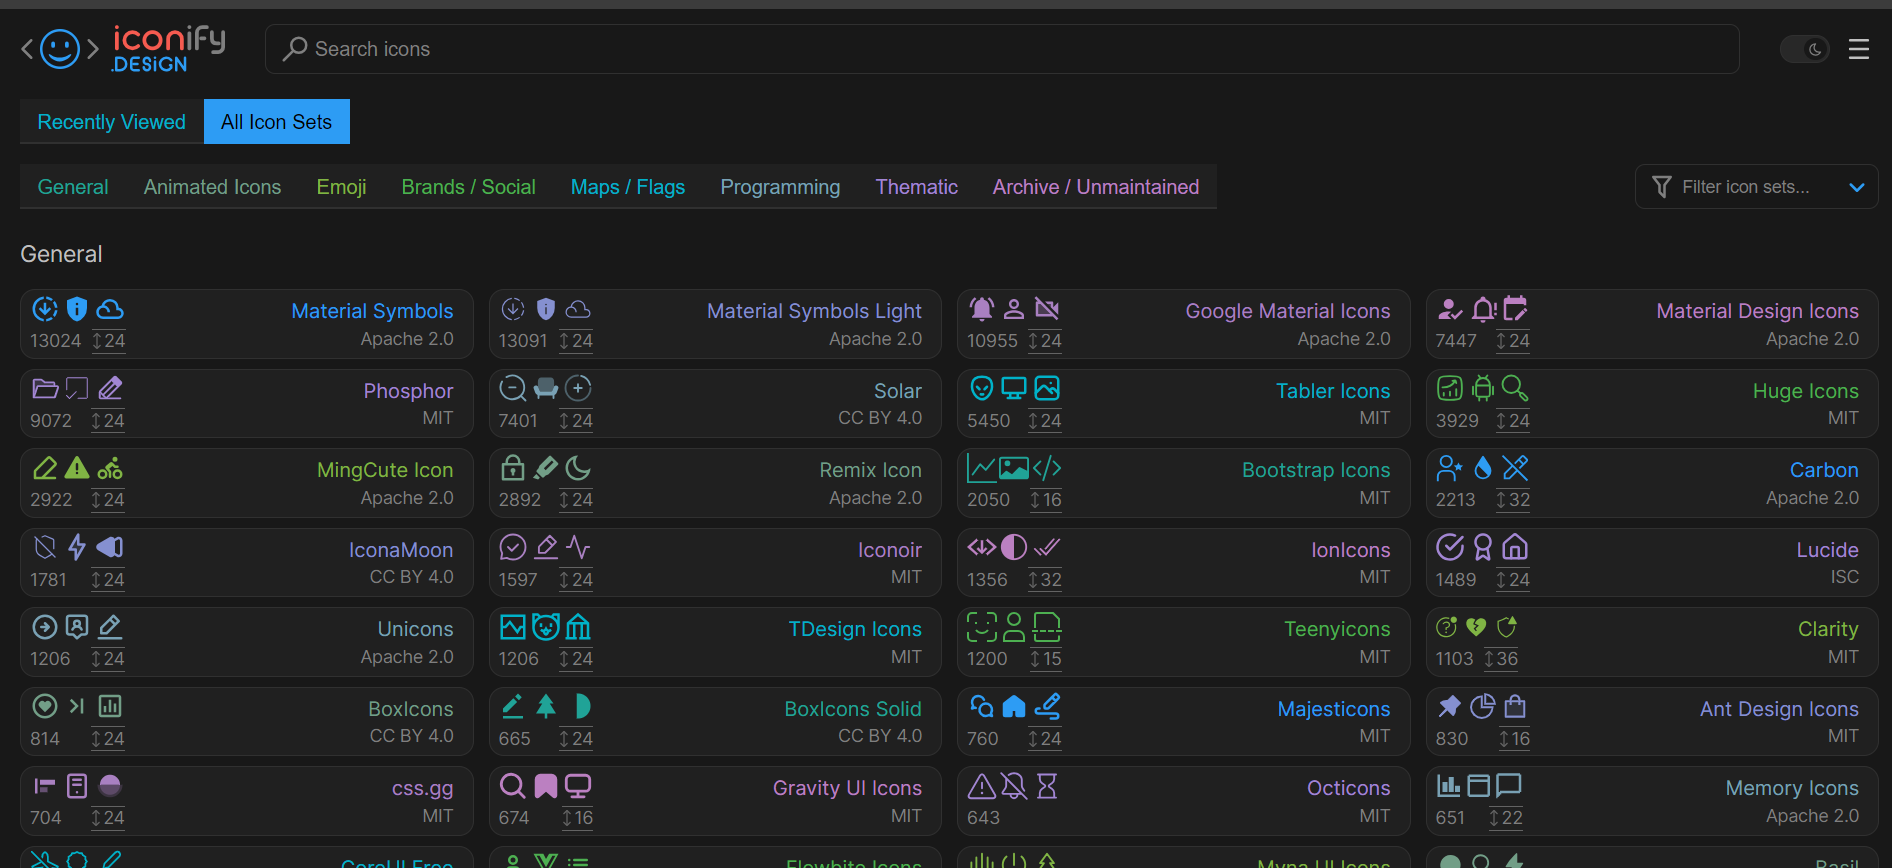 iconiFy
.DESiGN
Search icons
Recently Viewed
All Icon Sets
General
Animated Icons
Emoji
Brands / Social
Maps / Flags
Programming
Thematic
Archive / Unmaintained
Filter icon sets...
General
Material Symbols
13024 24 Apache 2.0
Material Symbols Light
13091 24 Apache 2.0
Google Material Icons
10955 24 Apache 2.0
Material Design Icons
7447 24 Apache 2.0
Phosphor
9072 24 MIT
Solar
7401 24 CC BY 4.0
Tabler Icons
5450 24 MIT
Huge Icons
3929 24 MIT
MingCute Icon
2922 24 Apache 2.0
Remix Icon
2892 24 Apache 2.0
Bootstrap Icons
2050 16 MIT
Carbon
2213 32 Apache 2.0
IconaMoon
1781 24 CC BY 4.0
Iconoir
1597 24 MIT
IonIcons
1356 32 MIT
Lucide
1489 24 ISC
Unicons
1206 24 Apache 2.0
TDesign Icons
1206 24 MIT
Teenyicons
1200 15 MIT
Clarity
1103 36 MIT
BoxIcons
814 24 CC BY 4.0
BoxIcons Solid
665 24 CC BY 4.0
Majesticons
760 24 MIT
Ant Design Icons
830 16 MIT
css.gg
704 24 MIT
Gravity UI Icons
674 16 MIT
Octicons
643 MIT
Memory Icons
651 22 Apache 2.0
CoreUI Free
Flowbite Icons
Myna UI Icons
Basil